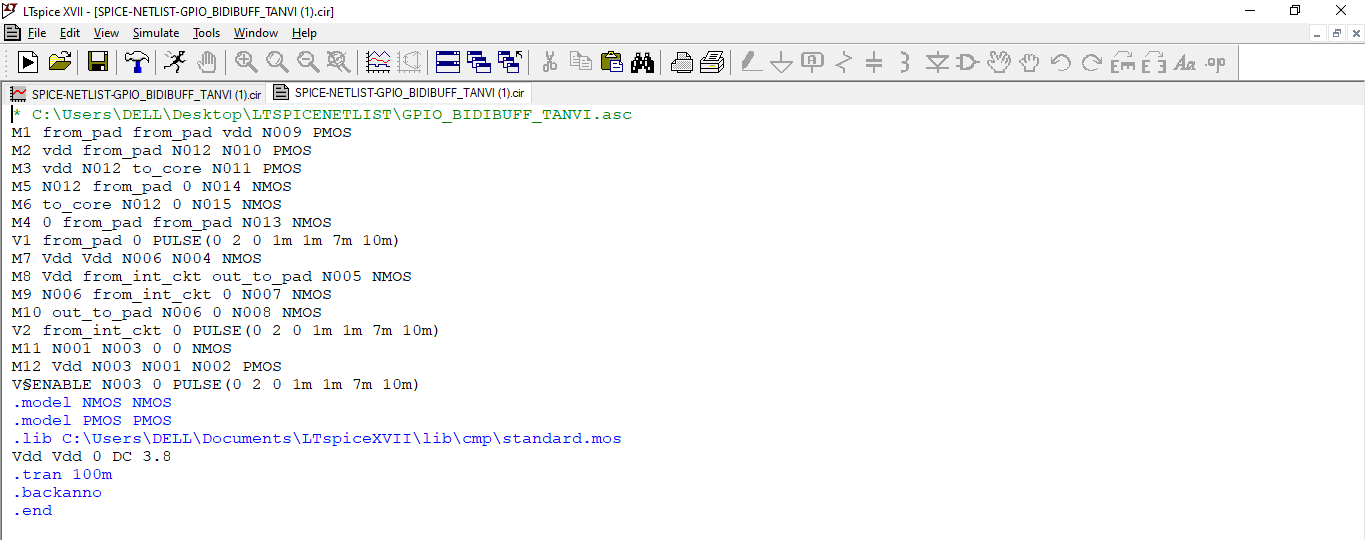 LTspice XVII - [SPICE-NETLIST-GPIO_BIDIBUFF_TANVI (1).cir]
File Edit View Simulate Tools Window Help
Aa .op
SPICE-NETLIST-GPIO_BIDIBUFF_TANVI (1).cir SPICE-NETLIST-GPIO_BIDIBUFF_TANVI (1).cir
* C:\Users\DELL\Desktop\LTSPICENETLIST\GPIO_BIDIBUFF_TANVI.asc
M1 from_pad from_pad vdd N009 PMOS
M2 vdd from_pad N012 N010 PMOS
M3 vdd N012 to_core N011 PMOS
M5 N012 from_pad 0 N014 NMOS
M6 to_core N012 0 N015 NMOS
M4 0 from_pad from_pad N013 NMOS
V1 from_pad 0 PULSE(0 2 0 1m 1m 7m 10m)
M7 Vdd Vdd N006 N004 NMOS
M8 Vdd from_int_ckt out_to_pad N005 NMOS
M9 N006 from_int_ckt 0 N007 NMOS
M10 out_to_pad N006 0 N008 NMOS
V2 from_int_ckt 0 PULSE(0 2 0 1m 1m 7m 10m)
M11 N001 N003 0 0 NMOS
M12 Vdd N003 N001 N002 PMOS
V§ENABLE N003 0 PULSE(0 2 0 1m 1m 7m 10m)
.model NMOS NMOS
.model PMOS PMOS
.lib C:\Users\DELL\Documents\LTspiceXVII\lib\cmp\standard.mos
Vdd Vdd 0 DC 3.8
.tran 100m
.backanno
.end